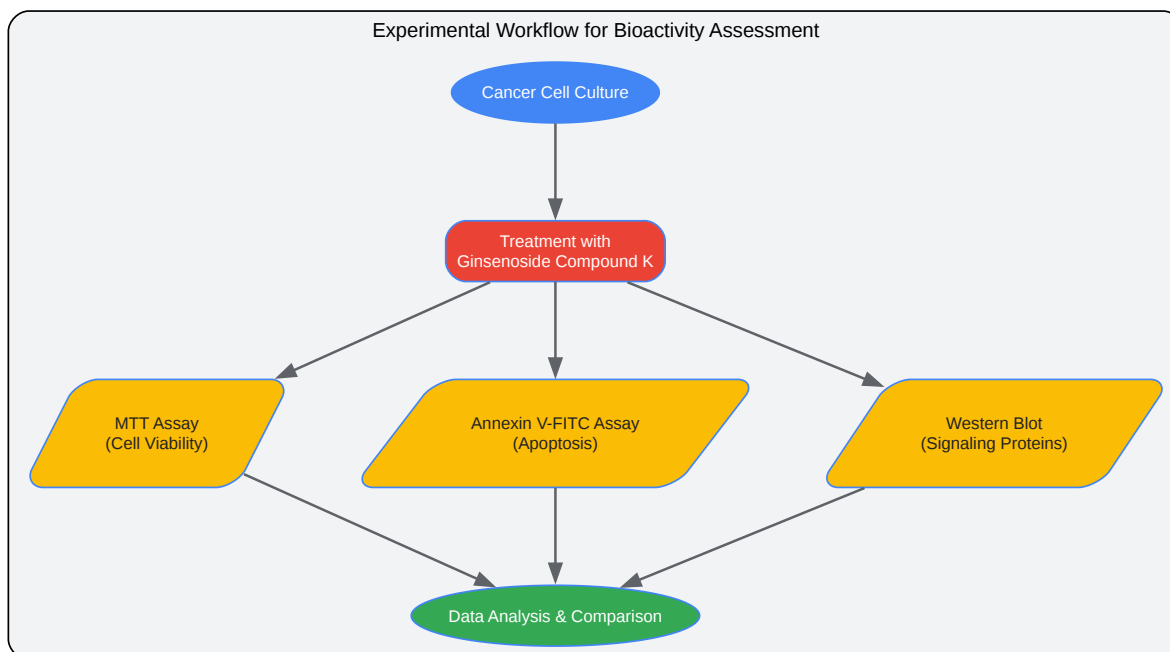 Experimental Workflow for Bioactivity Assessment
Cancer Cell Culture
Treatment with
Ginsenoside Compound K
MTT Assay
(Cell Viability)
Annexin V-FITC Assay
(Apoptosis)
Western Blot
(Signaling Proteins)
Data Analysis & Comparison